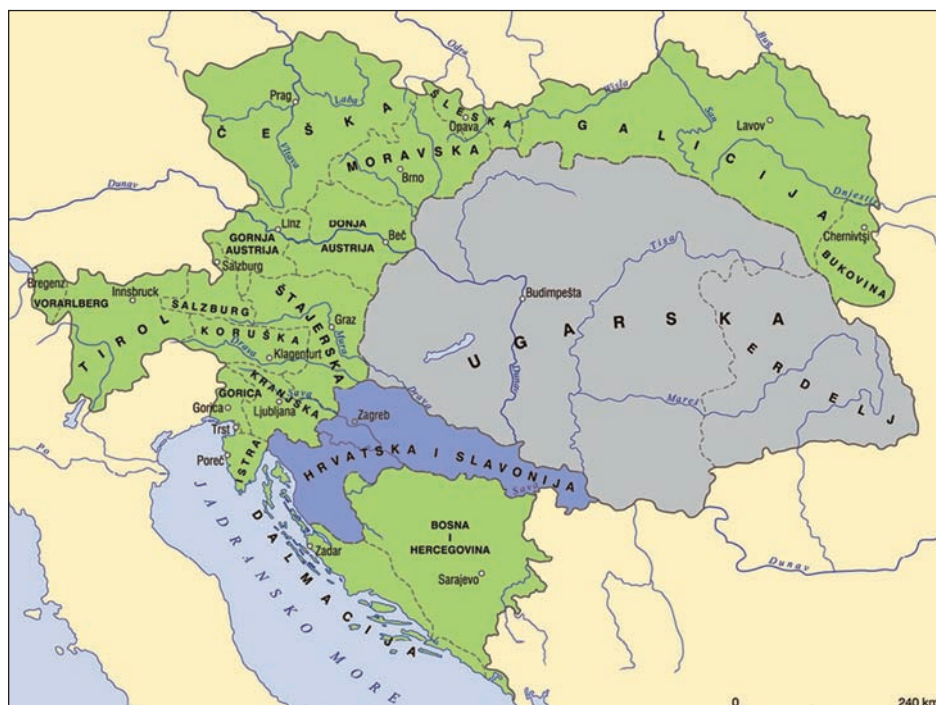 Odra
Bug
Prag
Laba
ŠLESKA
Opava
Visla
San
Lavov
ČEŠKA
GALICIJA
Vltava
MORAVSKA
Brno
Dunav
Dnjestar
Linz
DONJA
AUSTRIJA
Beč
GORNJA
AUSTRIJA
Chernivtsi
Tisa
Salzburg
BUKOVINA
Bregenz
Innsbruck
VORARLBERG
SALZBURG
ŠTAJERSKA
Budimpešta
TIROL
KORUŠKA
Graz
Mura
UGARSKA
Drava
Klagenfurt
ERDELJ
KRANJSKA
GORICA
Sava
Drava
Dunav
Mareş
Gorica
Ljubljana
Zagreb
Trst
Po
Poreč
ISTRA
HRVATSKA I SLAVONIJA
Sava
JADRANSKO MORE
DALMACIJA
BOSNA
I
HERCEGOVINA
Zadar
Dunav
Sarajevo
0 240 km